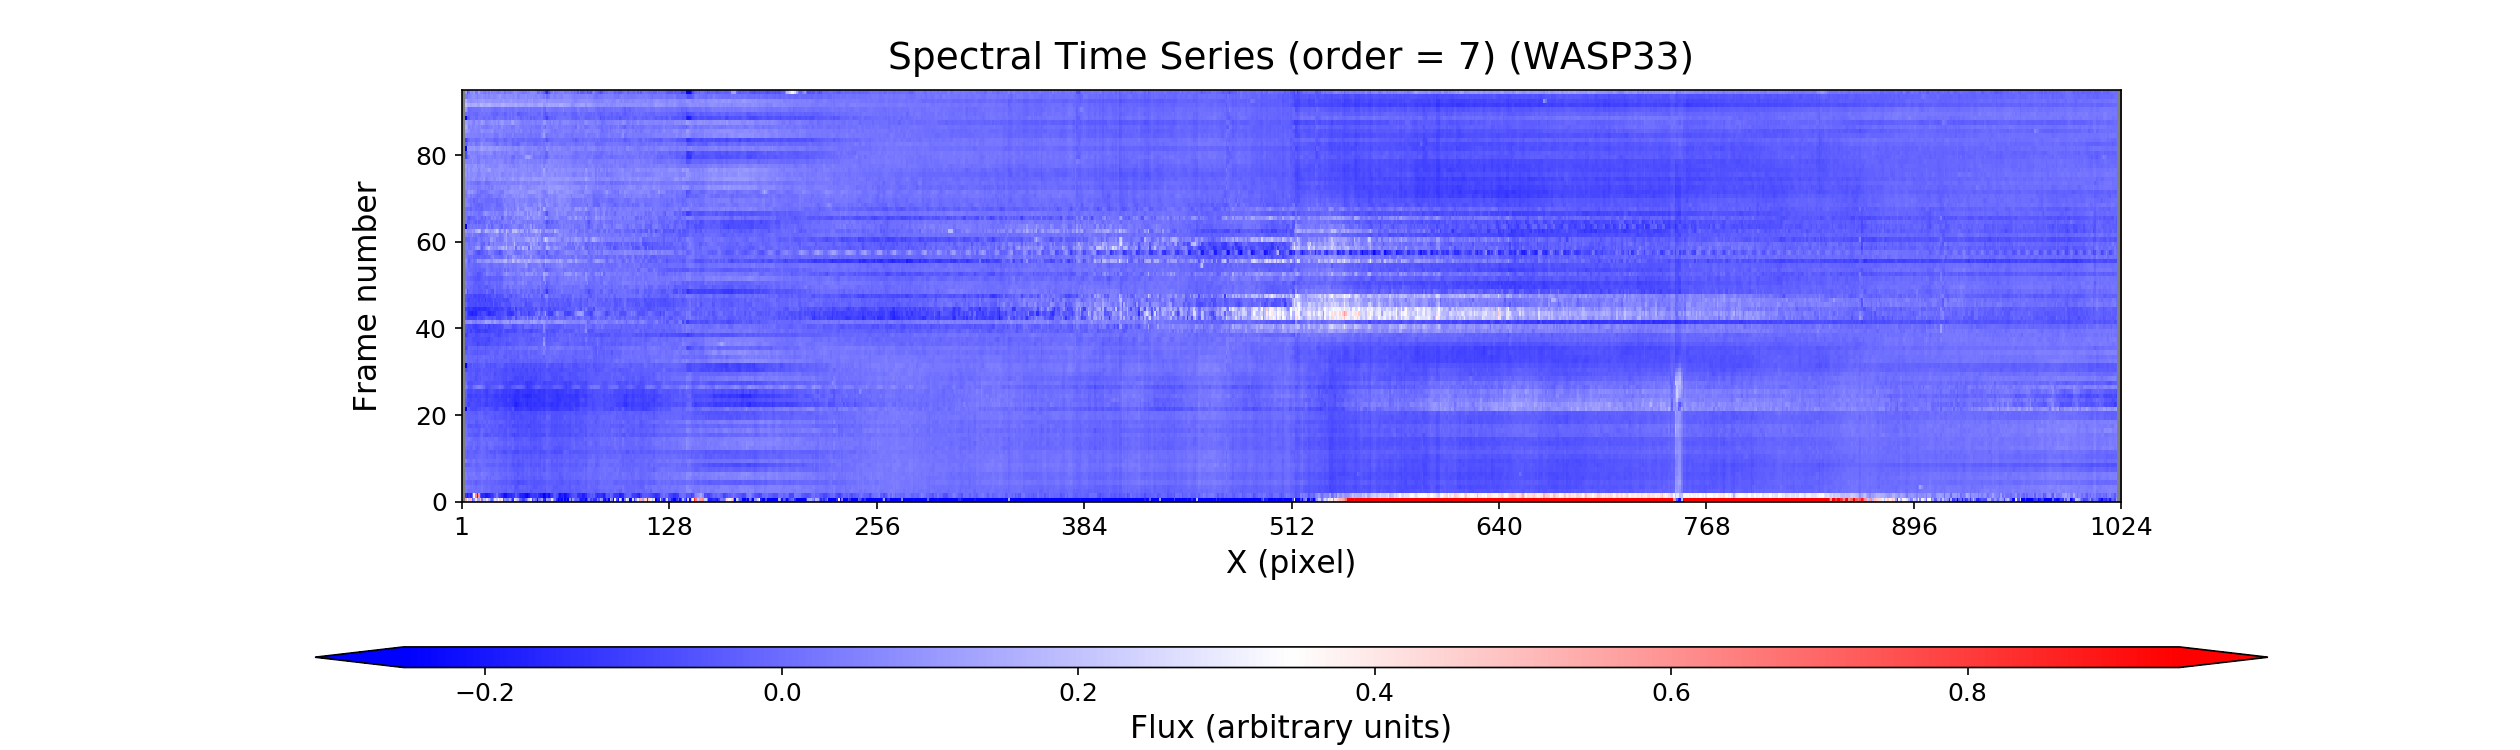 Spectral Time Series (order = 7) (WASP33)
Frame number
80
60
40
20
0
1 128 256 384 512 640 768 896 1024
X (pixel)
−0.2 0.0 0.2 0.4 0.6 0.8
Flux (arbitrary units)